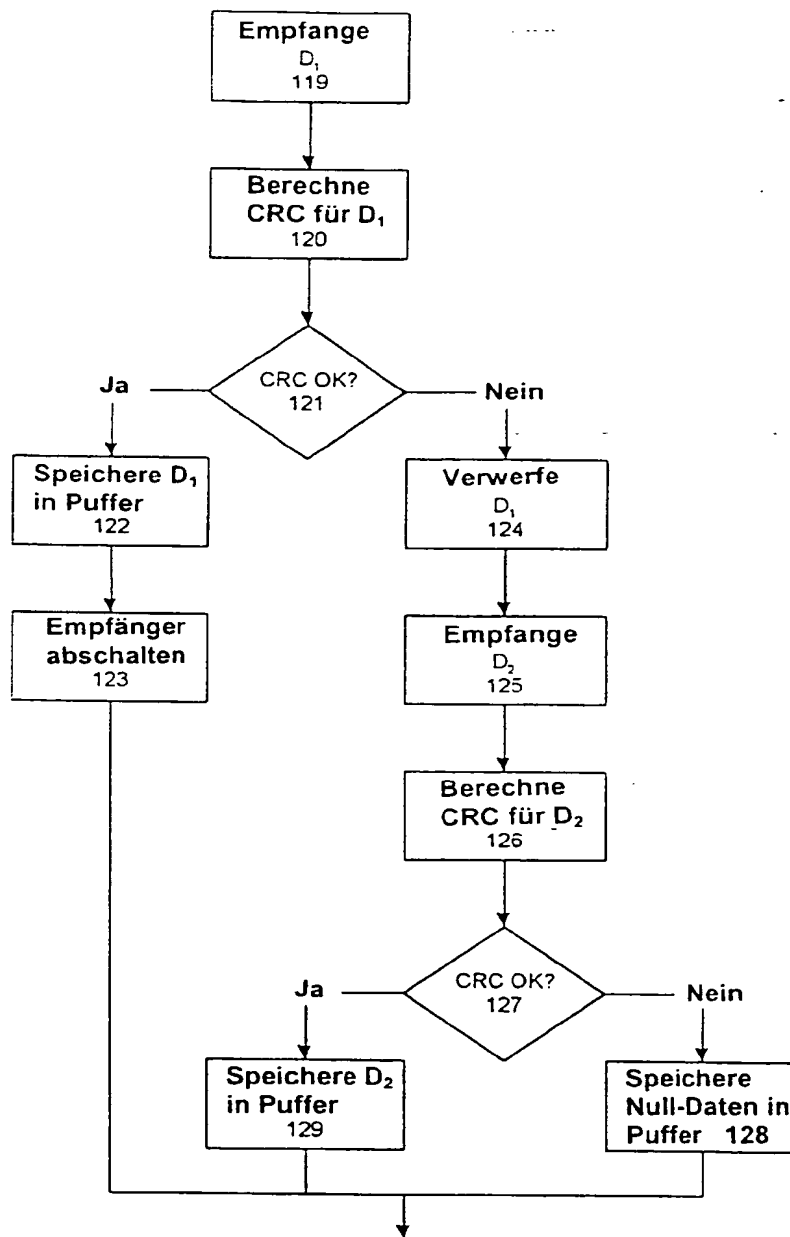 Empfange
D₁
119
Berechne
CRC für D₁
120
CRC OK?
121
Ja
Nein
Speichere D₁
in Puffer
122
Verwerfe
D₁
124
Empfänger
abschalten
123
Empfange
D₂
125
Berechne
CRC für D₂
126
CRC OK?
127
Ja
Nein
Speichere D₂
in Puffer
129
Speichere
Null-Daten in
Puffer 128